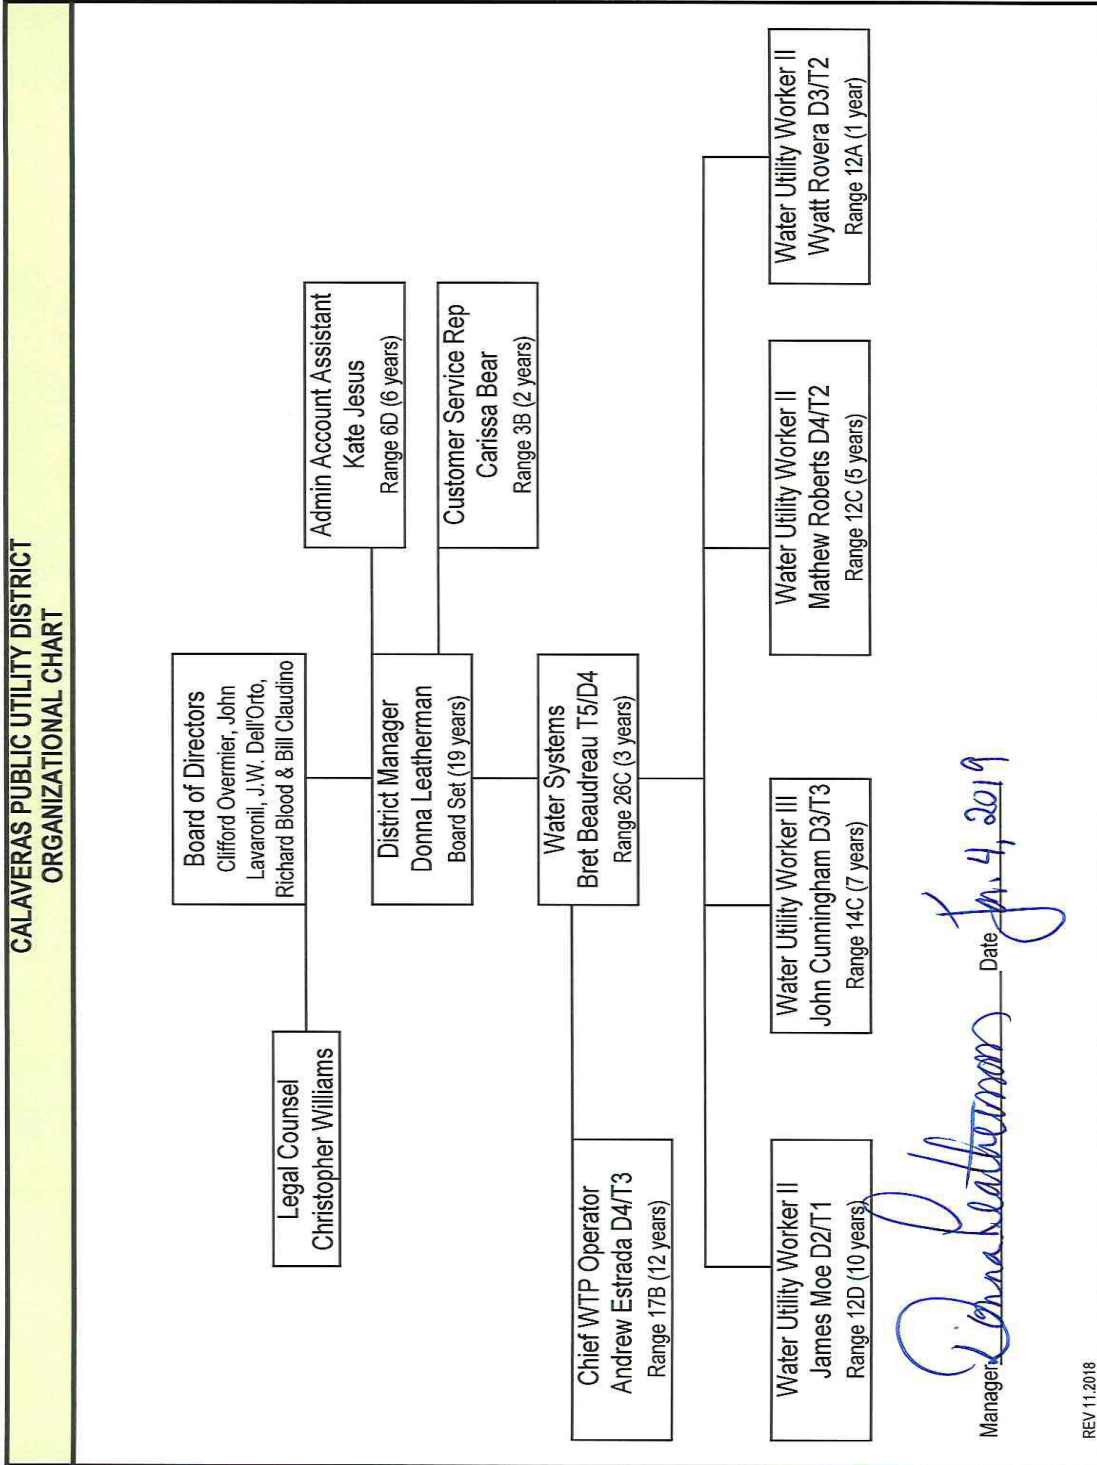 CALAVERAS PUBLIC UTILITY DISTRICT
ORGANIZATIONAL CHART
Board of Directors
Clifford Overmier, John
Lavaronil, J.W. Dell'Orto,
Richard Blood & Bill Claudino
Legal Counsel
Christopher Williams
District Manager
Donna Leatherman
Board Set (19 years)
Admin Account Assistant
Kate Jesus
Range 6D (6 years)
Customer Service Rep
Carissa Bear
Range 3B (2 years)
Water Systems
Bret Beaudreau T5/D4
Range 26C (3 years)
Chief WTP Operator
Andrew Estrada D4/T3
Range 17B (12 years)
Water Utility Worker II
James Moe D2/T1
Range 12D (10 years)
Water Utility Worker III
John Cunningham D3/T3
Range 14C (7 years)
Water Utility Worker II
Mathew Roberts D4/T2
Range 12C (5 years)
Water Utility Worker II
Wyatt Rovera D3/T2
Range 12A (1 year)
Manager Donna Leatherman Date Jan. 4, 2019
REV 11.2018